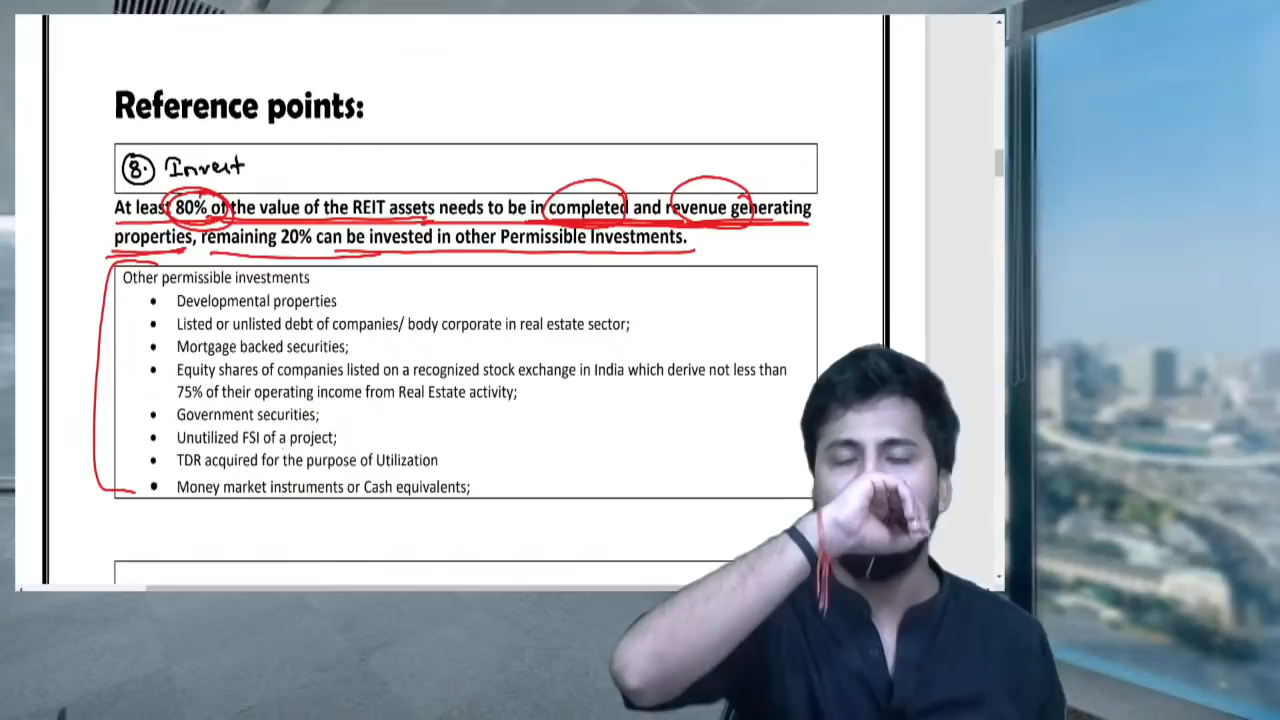 Reference points:
8. Invest
At least 80% of the value of the REIT assets needs to be in completed and revenue generating
properties, remaining 20% can be invested in other Permissible Investments.
Other permissible investments
• Developmental properties
• Listed or unlisted debt of companies/ body corporate in real estate sector;
• Mortgage backed securities;
• Equity shares of companies listed on a recognized stock exchange in India which derive not less than
75% of their operating income from Real Estate activity;
• Government securities;
• Unutilized FSI of a project;
• TDR acquired for the purpose of Utilization
• Money market instruments or Cash equivalents;